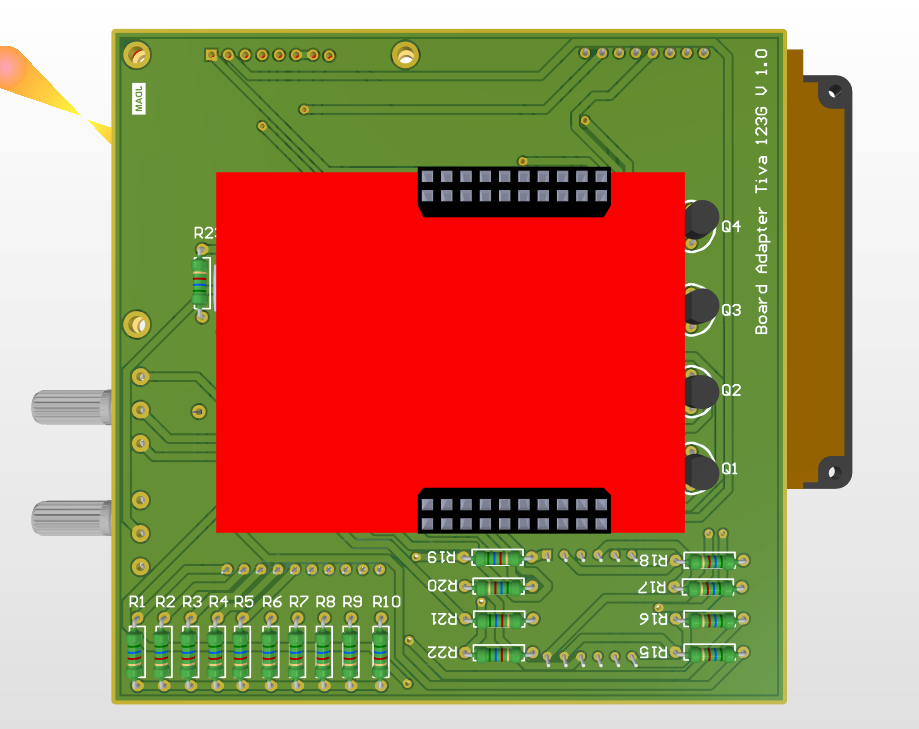 MAQL
Board Adapter Tiva 123G V 1.0
Q4
R2
Q3
Q2
Q1
R19
R18
R20
R17
R1 R2 R3 R4 R5 R6 R7 R8 R9 R10
R21
R16
R22
R15